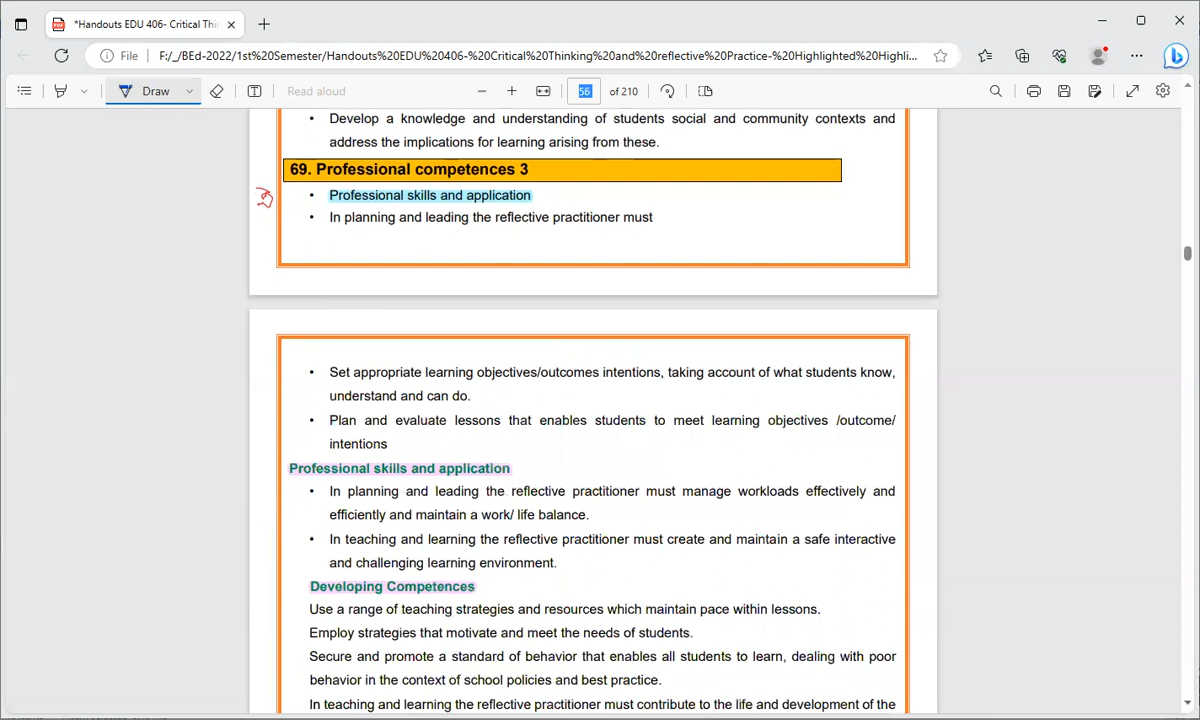 *Handouts EDU 406- Critical Thi
File
F:/_/BEd-2022/1st%20Semester/Handouts%20EDU%20406-%20Critical%20Thinking%20and%20reflective%20Practice-%20Highlighted%20Highli...
Draw
Read aloud
56 of 210
• Develop a knowledge and understanding of students social and community contexts and
address the implications for learning arising from these.
69. Professional competences 3
• Professional skills and application
• In planning and leading the reflective practitioner must
• Set appropriate learning objectives/outcomes intentions, taking account of what students know,
understand and can do.
• Plan and evaluate lessons that enables students to meet learning objectives /outcome/
intentions
Professional skills and application
• In planning and leading the reflective practitioner must manage workloads effectively and
efficiently and maintain a work/ life balance.
• In teaching and learning the reflective practitioner must create and maintain a safe interactive
and challenging learning environment.
Developing Competences
Use a range of teaching strategies and resources which maintain pace within lessons.
Employ strategies that motivate and meet the needs of students.
Secure and promote a standard of behavior that enables all students to learn, dealing with poor
behavior in the context of school policies and best practice.
In teaching and learning the reflective practitioner must contribute to the life and development of the